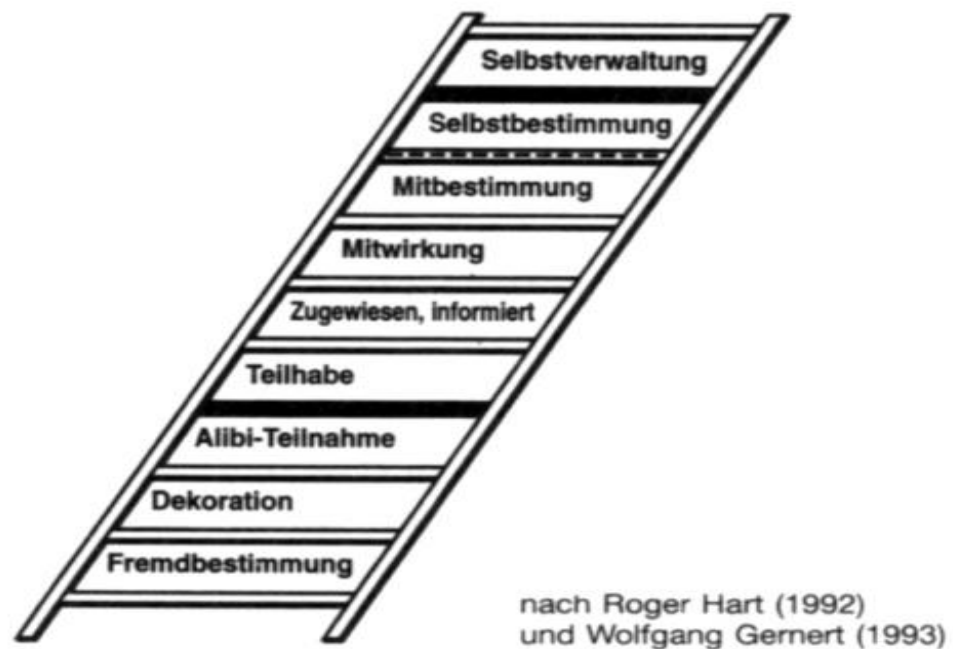 Selbstverwaltung
Selbstbestimmung
Mitbestimmung
Mitwirkung
Zugewiesen, informiert
Teilhabe
Alibi-Teilnahme
Dekoration
Fremdbestimmung
nach Roger Hart (1992)
und Wolfgang Gernert (1993)